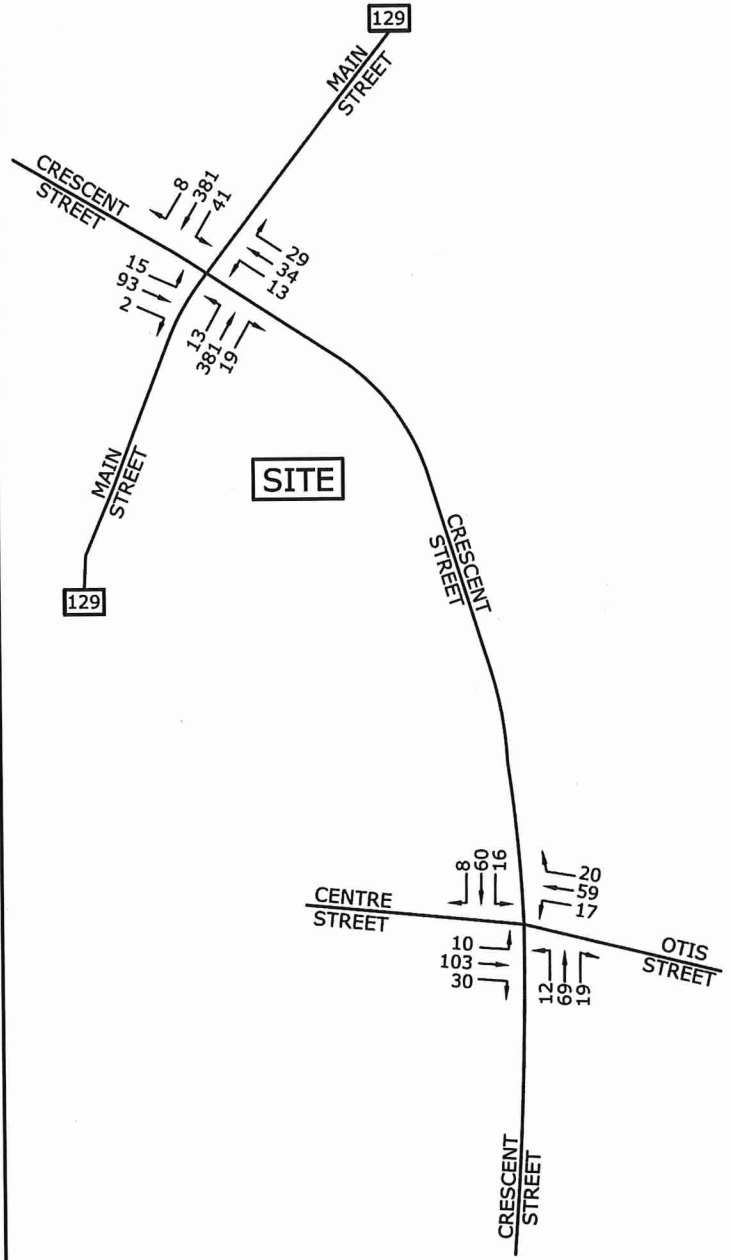 129
MAIN
STREET
CRESCENT
STREET
8
381
41
29
34
13
15
93
2
13
381
19
MAIN
STREET
129
SITE
CRESCENT
STREET
8
60
16
20
59
17
CENTRE
STREET
10
103
30
12
69
19
OTIS
STREET
CRESCENT
STREET